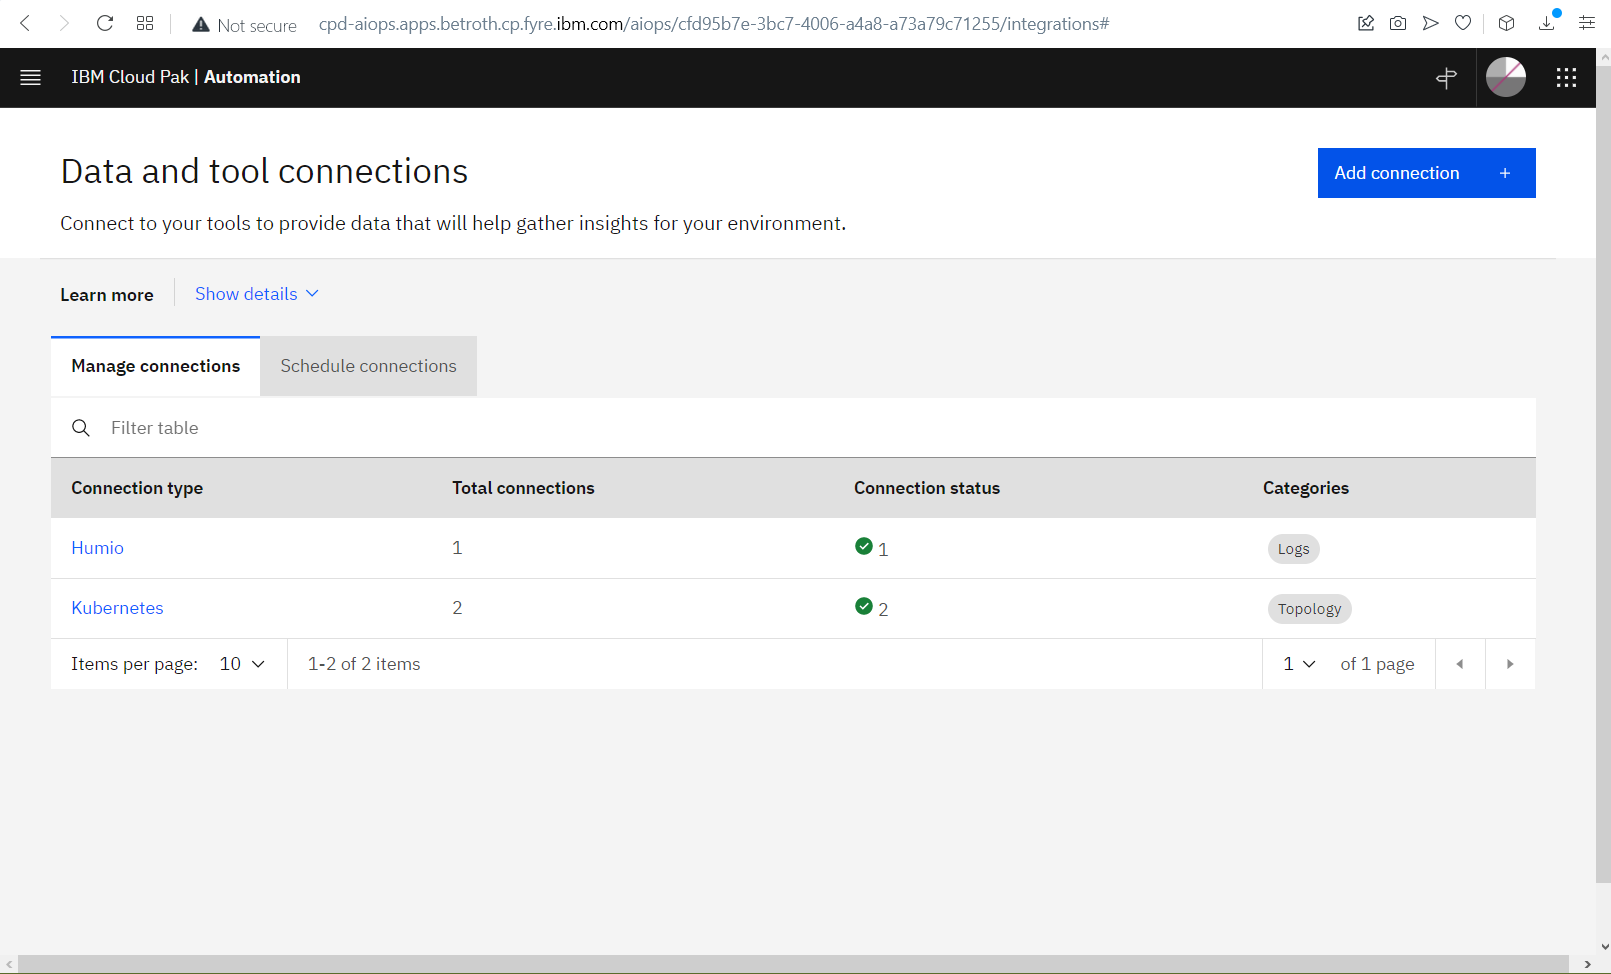 Not secure cpd-aiops.apps.betroth.cp.fyre.ibm.com/aiops/cfd95b7e-3bc7-4006-a4a8-a73a79c71255/integrations#
IBM Cloud Pak | Automation
Data and tool connections
Add connection +
Connect to your tools to provide data that will help gather insights for your environment.
Learn more Show details
Manage connections Schedule connections
Filter table
Connection type Total connections Connection status Categories
Humio 1 1 Logs
Kubernetes 2 2 Topology
Items per page: 10 1-2 of 2 items 1 of 1 page